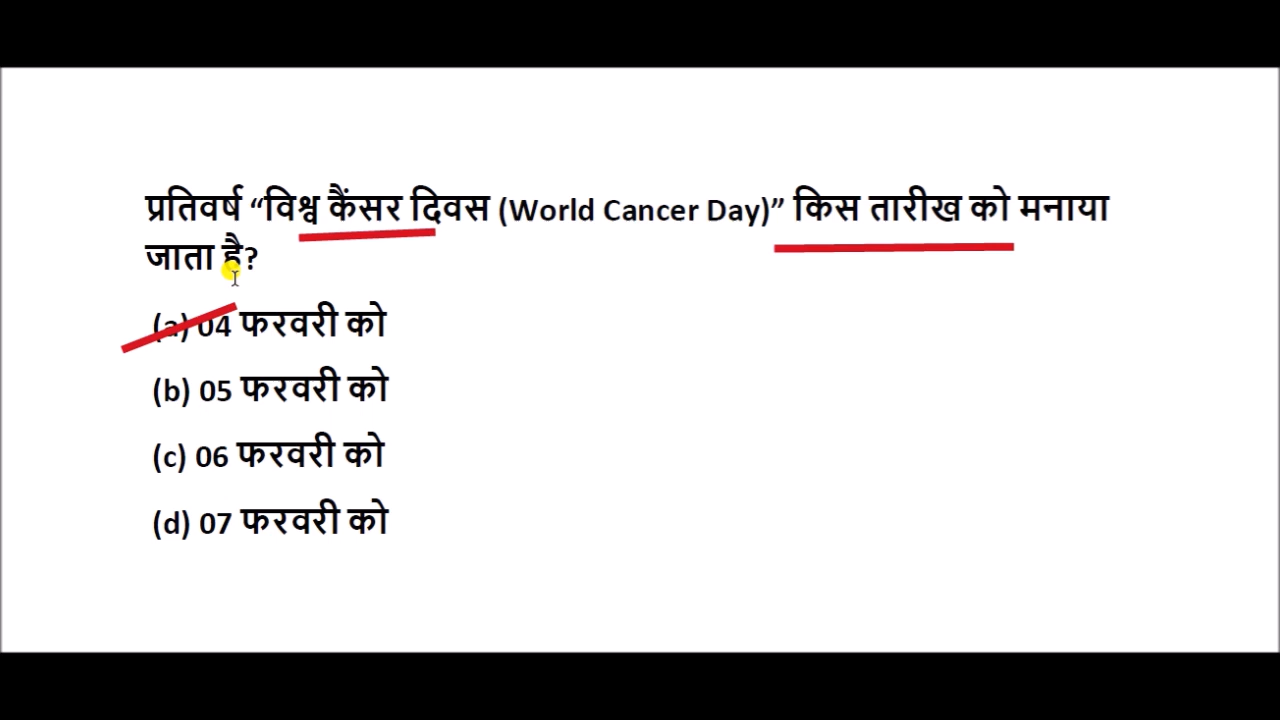 प्रतिवर्ष “विश्व कैंसर दिवस (World Cancer Day)” किस तारीख को मनाया
जाता है?
(a) 04 फरवरी को
(b) 05 फरवरी को
(c) 06 फरवरी को
(d) 07 फरवरी को